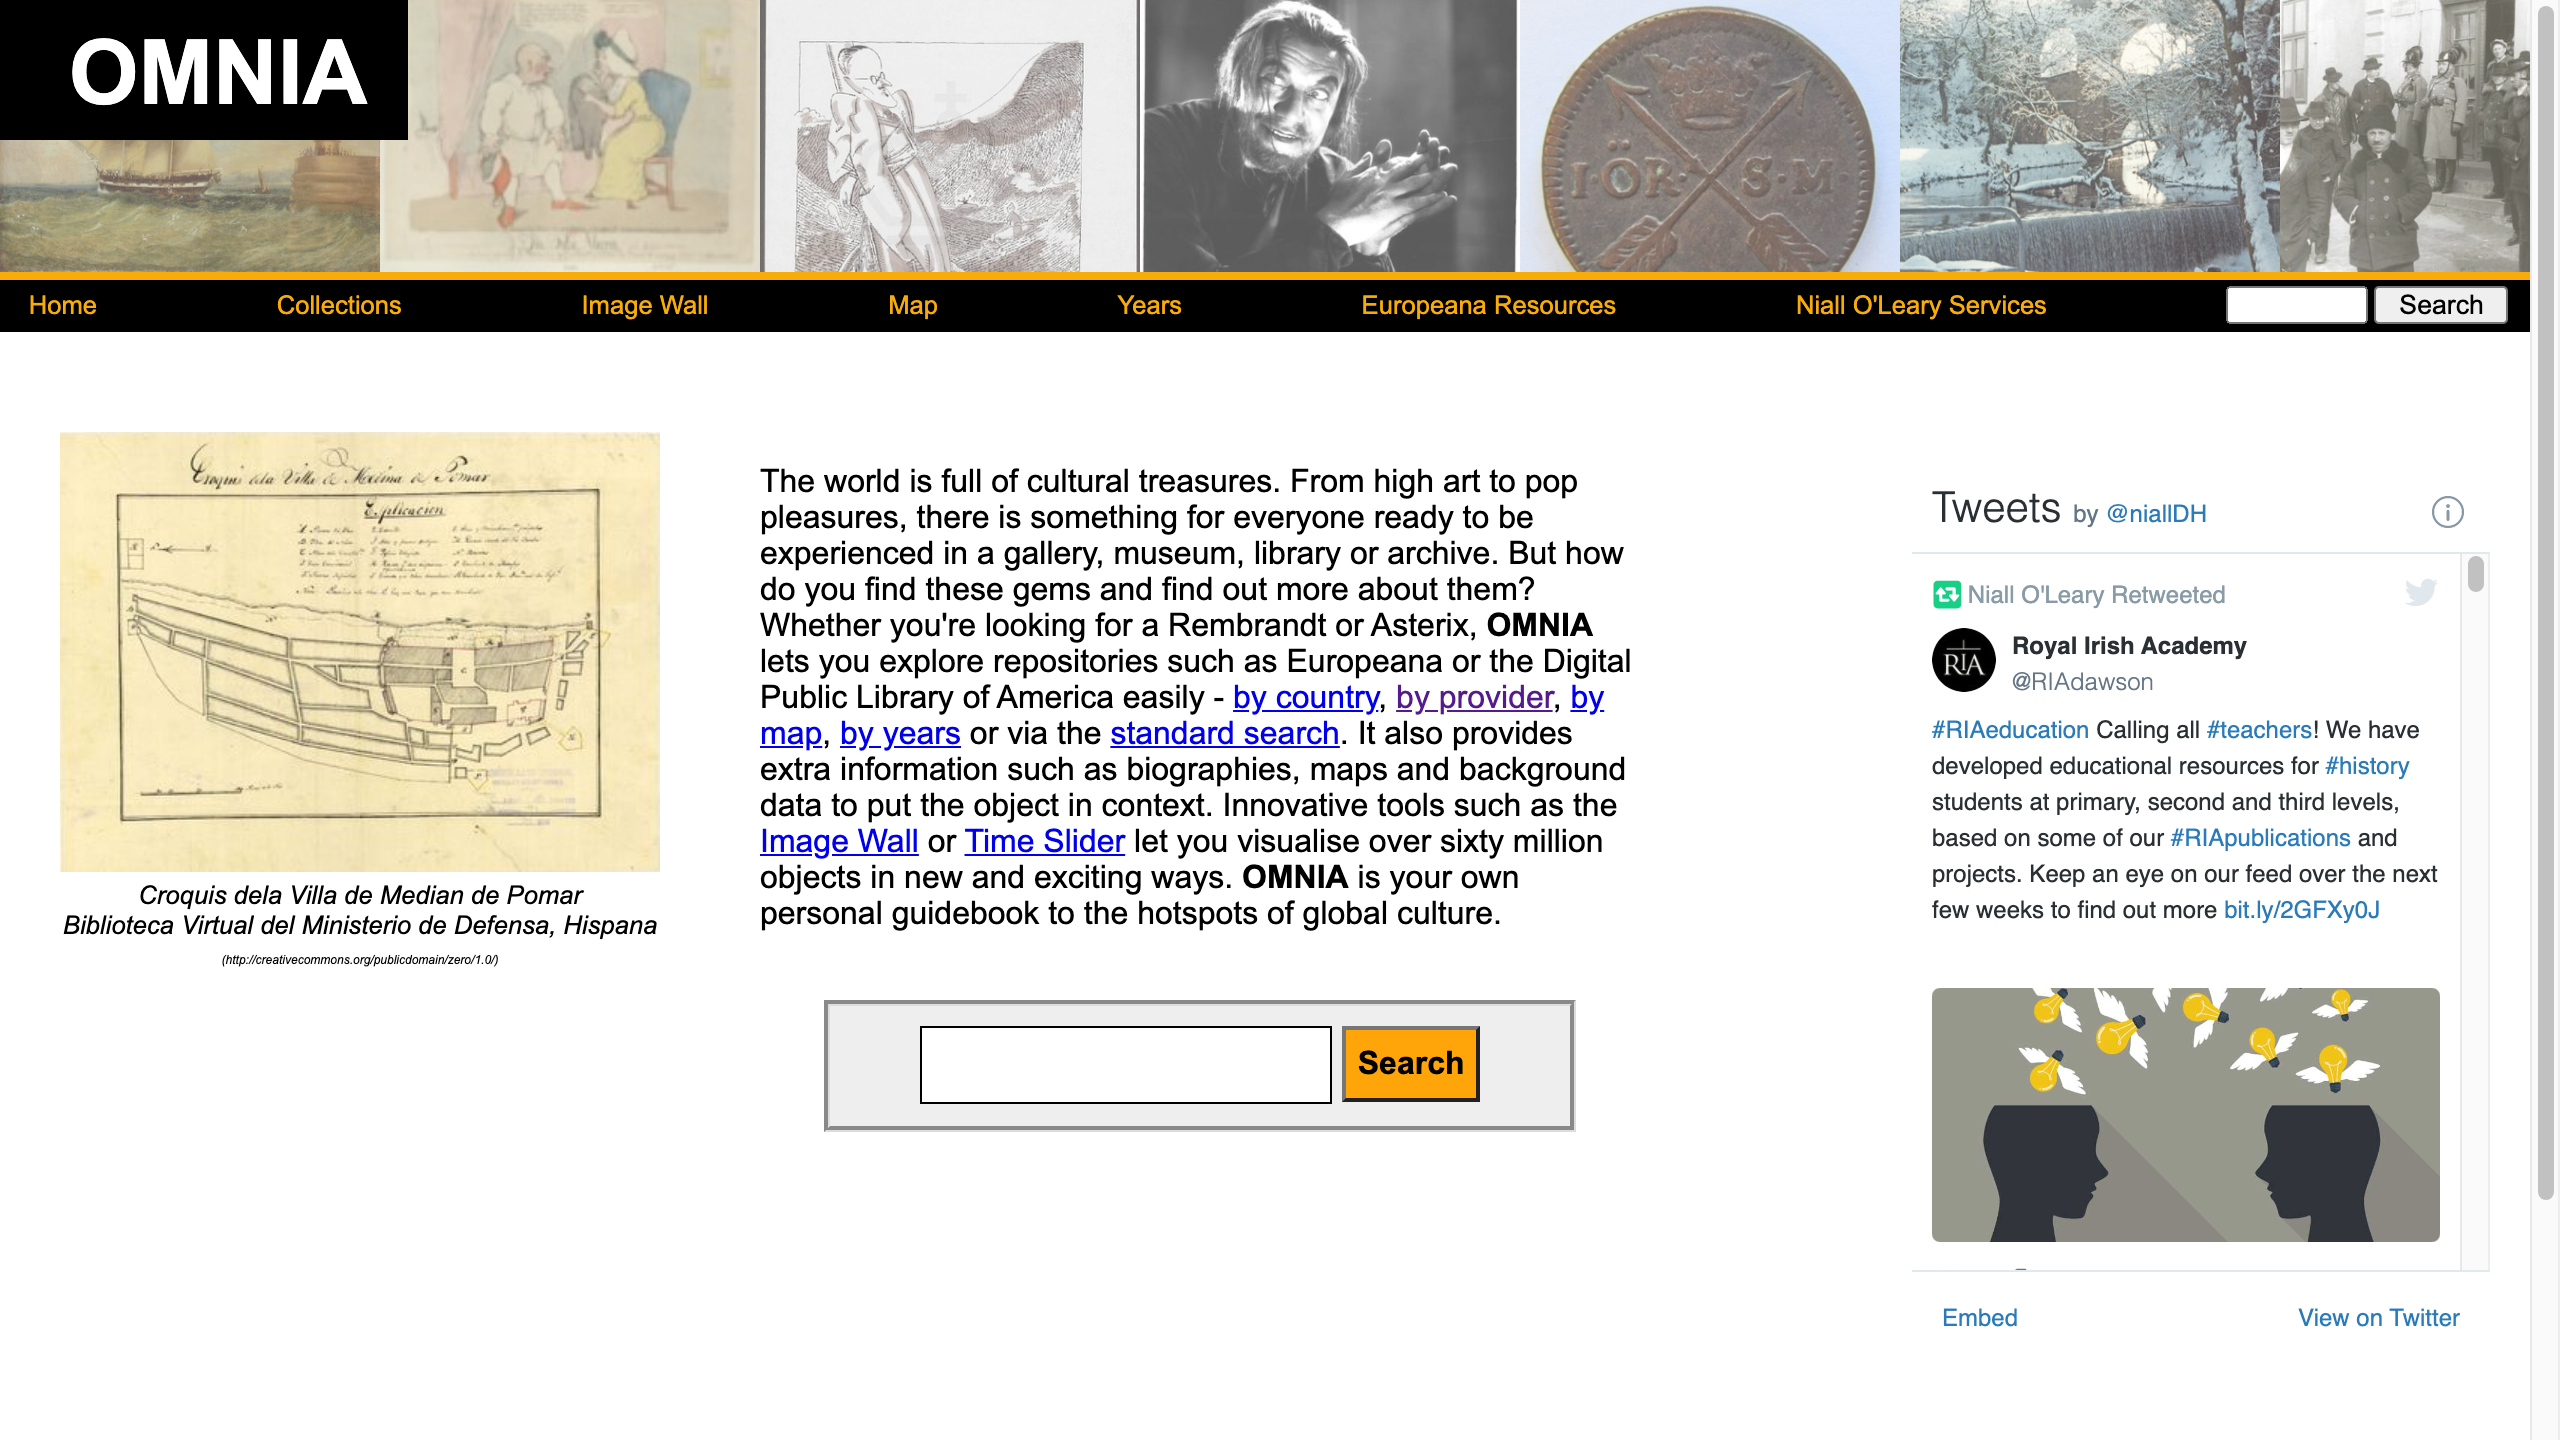 OMNIA
I·ÖR· S·M·
Home Collections Image Wall Map Years Europeana Resources Niall O'Leary Services Search
Croquis dela Villa de Medina de Pomar
Explicacion
Croquis dela Villa de Median de Pomar
Biblioteca Virtual del Ministerio de Defensa, Hispana
(http://creativecommons.org/publicdomain/zero/1.0/)
The world is full of cultural treasures. From high art to pop
pleasures, there is something for everyone ready to be
experienced in a gallery, museum, library or archive. But how
do you find these gems and find out more about them?
Whether you're looking for a Rembrandt or Asterix, OMNIA
lets you explore repositories such as Europeana or the Digital
Public Library of America easily - by country, by provider, by
map, by years or via the standard search. It also provides
extra information such as biographies, maps and background
data to put the object in context. Innovative tools such as the
Image Wall or Time Slider let you visualise over sixty million
objects in new and exciting ways. OMNIA is your own
personal guidebook to the hotspots of global culture.
Search
Tweets by @niallDH
Niall O'Leary Retweeted
RIA
Royal Irish Academy
@RIAdawson
#RIAeducation Calling all #teachers! We have
developed educational resources for #history
students at primary, second and third levels,
based on some of our #RIApublications and
projects. Keep an eye on our feed over the next
few weeks to find out more bit.ly/2GFXy0J
Embed View on Twitter